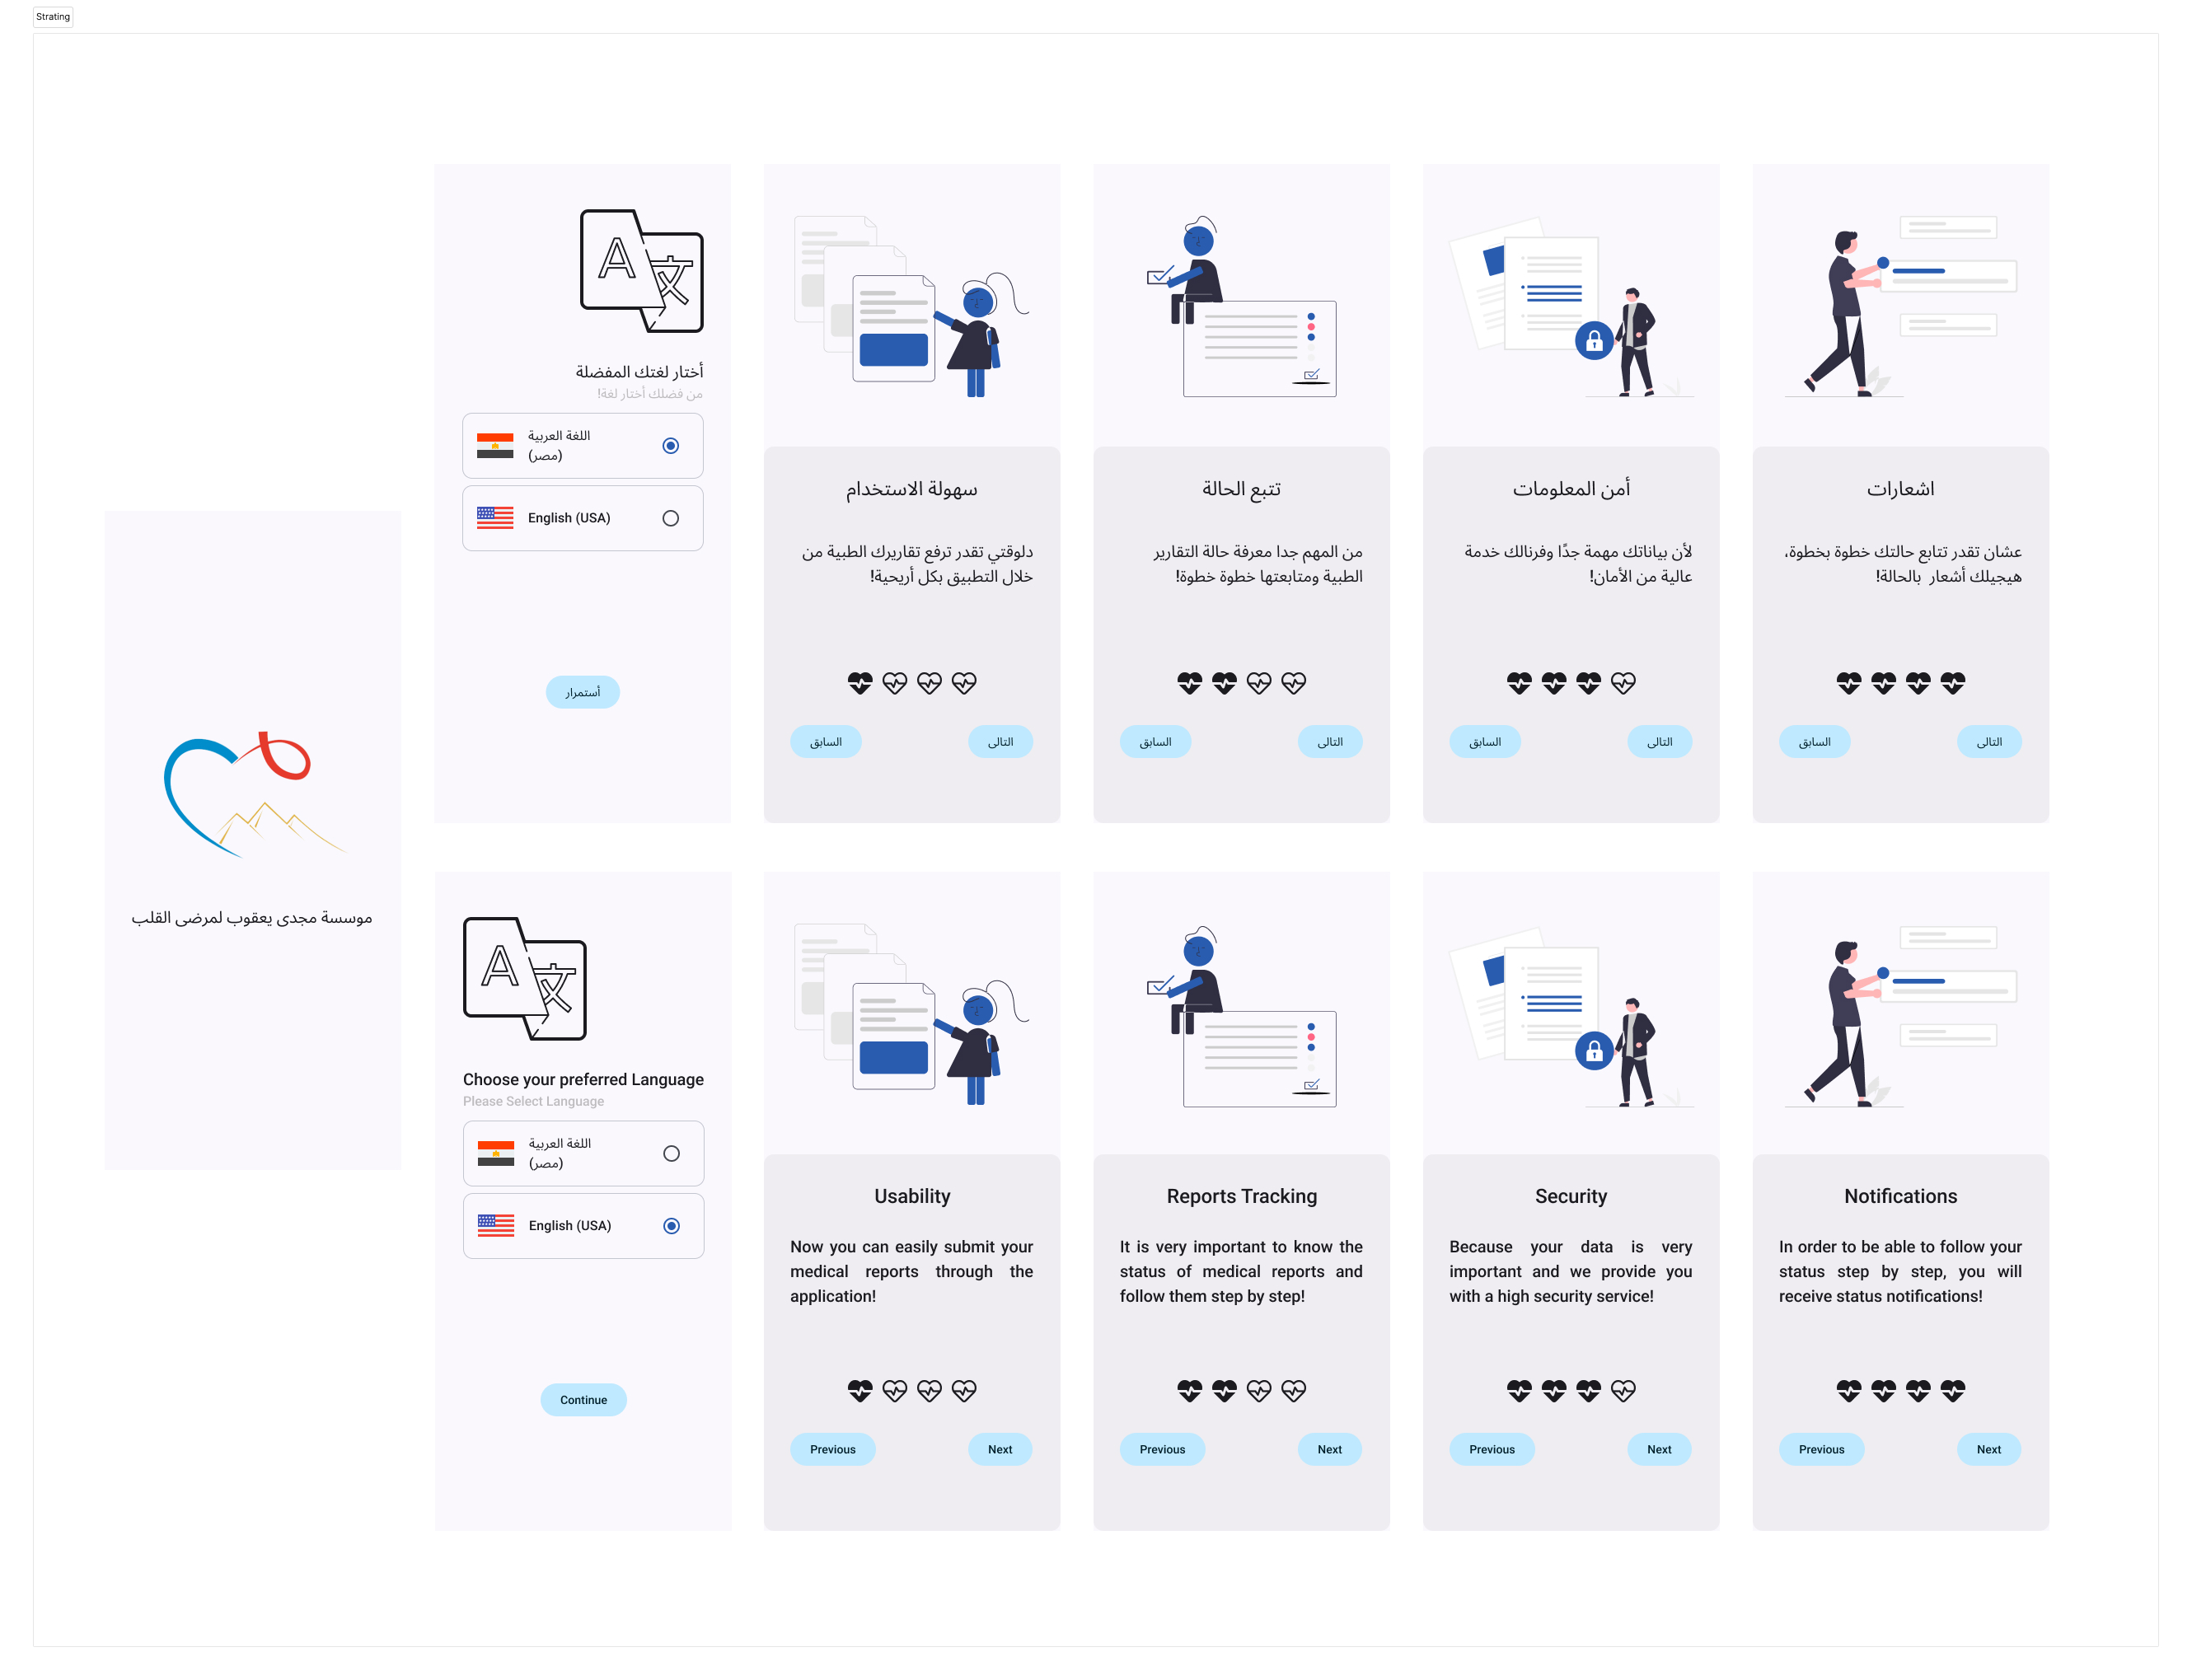 Strating
موسسة مجدى يعقوب لمرضى القلب
A 文
أختار لغتك المفضلة
من فضلك أختار لغة!
اللغة العربية
(مصر)
English (USA)
أستمرار
سهولة الاستخدام
دلوقتي تقدر ترفع تقاريرك الطبية من
خلال التطبيق بكل أريحية!
السابق
التالى
تتبع الحالة
من المهم جدا معرفة حالة التقارير
الطبية ومتابعتها خطوة خطوة!
السابق
التالى
أمن المعلومات
لأن بياناتك مهمة جدًا وفرنالك خدمة
عالية من الأمان!
السابق
التالى
اشعارات
عشان تقدر تتابع حالتك خطوة بخطوة،
هيجيلك أشعار بالحالة!
السابق
التالى
A 文
Choose your preferred Language
Please Select Language
اللغة العربية
(مصر)
English (USA)
Continue
Usability
Now you can easily submit your
medical reports through the
application!
Previous
Next
Reports Tracking
It is very important to know the
status of medical reports and
follow them step by step!
Previous
Next
Security
Because your data is very
important and we provide you
with a high security service!
Previous
Next
Notifications
In order to be able to follow your
status step by step, you will
receive status notifications!
Previous
Next